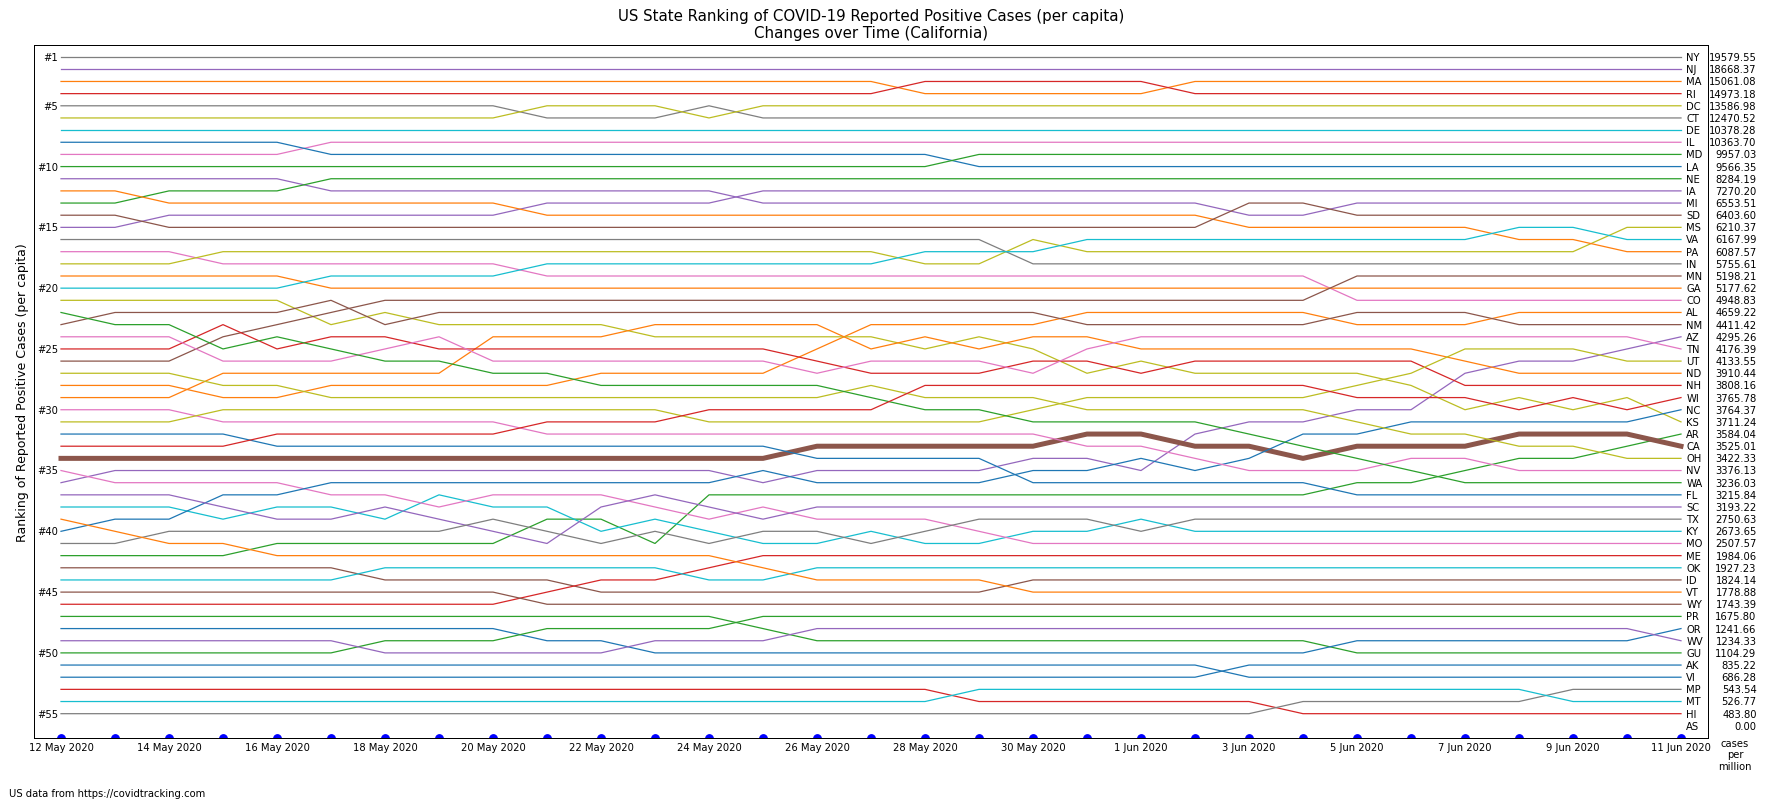 US State Ranking of COVID-19 Reported Positive Cases (per capita)
Changes over Time (California)
Ranking of Reported Positive Cases (per capita)
#1
#5
#10
#15
#20
#25
#30
#35
#40
#45
#50
#55
NY 19579.55
NJ 18668.37
MA 15061.08
RI 14973.18
DC 13586.98
CT 12470.52
DE 10378.28
IL 10363.70
MD 9957.03
LA 9566.35
NE 8284.19
IA 7270.20
MI 6553.51
SD 6403.60
MS 6210.37
VA 6167.99
PA 6087.57
IN 5755.61
MN 5198.21
GA 5177.62
CO 4948.83
AL 4659.22
NM 4411.42
AZ 4295.26
TN 4176.39
UT 4133.55
ND 3910.44
NH 3808.16
WI 3765.78
NC 3764.37
KS 3711.24
AR 3584.04
CA 3525.01
OH 3422.33
NV 3376.13
WA 3236.03
FL 3215.84
SC 3193.22
TX 2750.63
KY 2673.65
MO 2507.57
ME 1984.06
OK 1927.23
ID 1824.14
VT 1778.88
WY 1743.39
PR 1675.80
OR 1241.66
WV 1234.33
GU 1104.29
AK 835.22
VI 686.28
MP 543.54
MT 526.77
HI 483.80
AS 0.00
12 May 2020 14 May 2020 16 May 2020 18 May 2020 20 May 2020 22 May 2020 24 May 2020 26 May 2020 28 May 2020 30 May 2020 1 Jun 2020 3 Jun 2020 5 Jun 2020 7 Jun 2020 9 Jun 2020 11 Jun 2020
cases
per
million
US data from https://covidtracking.com